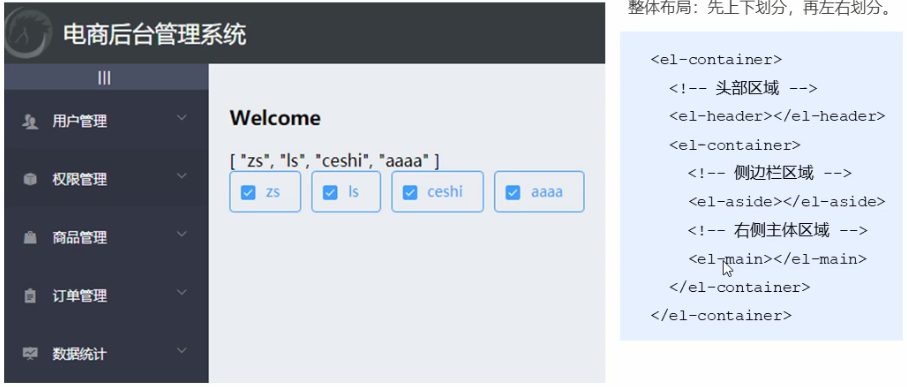 电商后台管理系统
|||
用户管理
权限管理
商品管理
订单管理
数据统计
Welcome
[ "zs", "ls", "ceshi", "aaaa" ]
zs ls ceshi aaaa
整体布局：先上下划分，再左右划分。
<el-container>
<!-- 头部区域 -->
<el-header></el-header>
<el-container>
<!-- 侧边栏区域 -->
<el-aside></el-aside>
<!-- 右侧主体区域 -->
<el-main></el-main>
</el-container>
</el-container>